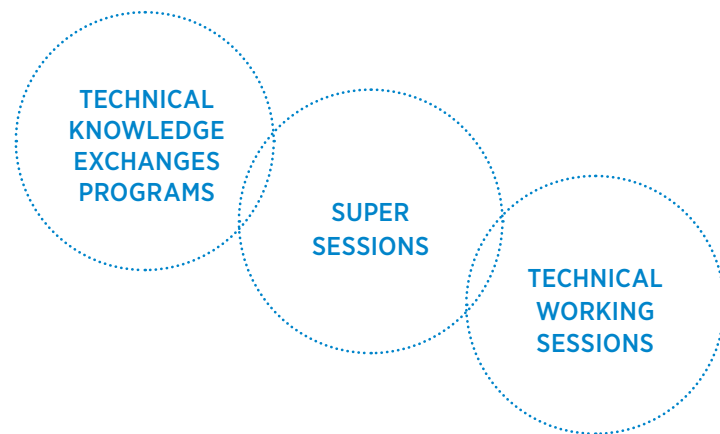 TECHNICAL
KNOWLEDGE
EXCHANGES
PROGRAMS
SUPER
SESSIONS
TECHNICAL
WORKING
SESSIONS